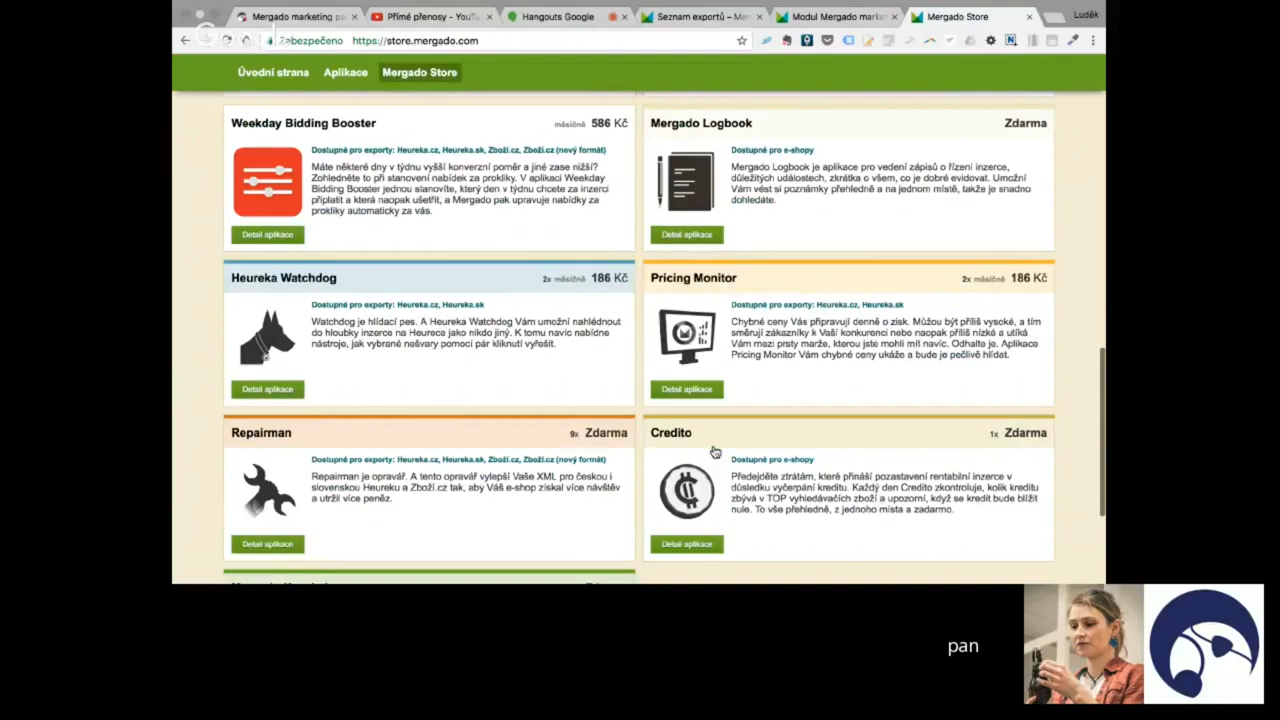 Mergado marketing pa
Přímé přenosy - YouTu
Hangouts Google
Seznam exportů – Mer
Modul Mergado market
Mergado Store
Luděk
Zabezpečeno https://store.mergado.com
Úvodní strana Aplikace Mergado Store
Weekday Bidding Booster
měsíčně 586 Kč
Dostupné pro exporty: Heureka.cz, Heureka.sk, Zboží.cz, Zboží.cz (nový formát)
Máte některé dny v týdnu vyšší konverzní poměr a jiné zase nižší?
Zohledněte to při stanovení nabídek za prokliky. V aplikaci Weekday
Bidding Booster jednou stanovíte, který den v týdnu chcete za inzerci
připlatit a která naopak ušetřit, a Mergado pak upravuje nabídky za
prokliky automaticky za vás.
Detail aplikace
Mergado Logbook
Zdarma
Dostupné pro e-shopy
Mergado Logbook je aplikace pro vedení zápisů o řízení inzerce,
důležitých událostech, zkrátka o všem, co je dobré evidovat. Umožní
Vám vést si poznámky přehledně a na jednom místě, takže je snadno
dohledáte.
Detail aplikace
Heureka Watchdog
2x měsíčně 186 Kč
Dostupné pro exporty: Heureka.cz, Heureka.sk
Watchdog je hlídací pes. A Heureka Watchdog Vám umožní nahlédnout
do hloubky inzerce na Heurece jako nikdo jiný. K tomu navíc nabídne
nástroje, jak vybrané nešvary pomocí pár kliknutí vyřešit.
Detail aplikace
Pricing Monitor
2x měsíčně 186 Kč
Dostupné pro exporty: Heureka.cz, Heureka.sk
Chybné ceny Vás připravují denně o zisk. Můžou být příliš vysoké, a tím
směrují zákazníky k Vaší konkurenci nebo naopak příliš nízké a utíká
Vám mezi prsty marže, kterou jste mohli mít navíc. Odhalte je. Aplikace
Pricing Monitor Vám chybné ceny ukáže a bude je pečlivě hlídat.
Detail aplikace
Repairman
9x Zdarma
Dostupné pro exporty: Heureka.cz, Heureka.sk, Zboží.cz, Zboží.cz (nový formát)
Repairman je opravář. A tento opravář vylepší Vaše XML pro českou i
slovenskou Heureku a Zboží.cz tak, aby Váš e-shop získal více návštěv
a utržil více peněz.
Detail aplikace
Credito
1x Zdarma
Dostupné pro e-shopy
Předejděte ztrátám, které přináší pozastavení rentabilní inzerce v
důsledku vyčerpání kreditu. Každý den Credito zkontroluje, kolik kreditu
zbývá v TOP vyhledávačích zboží a upozorní, když se kredit bude blížit
nule. To vše přehledně, z jednoho místa a zadarmo.
Detail aplikace
pan